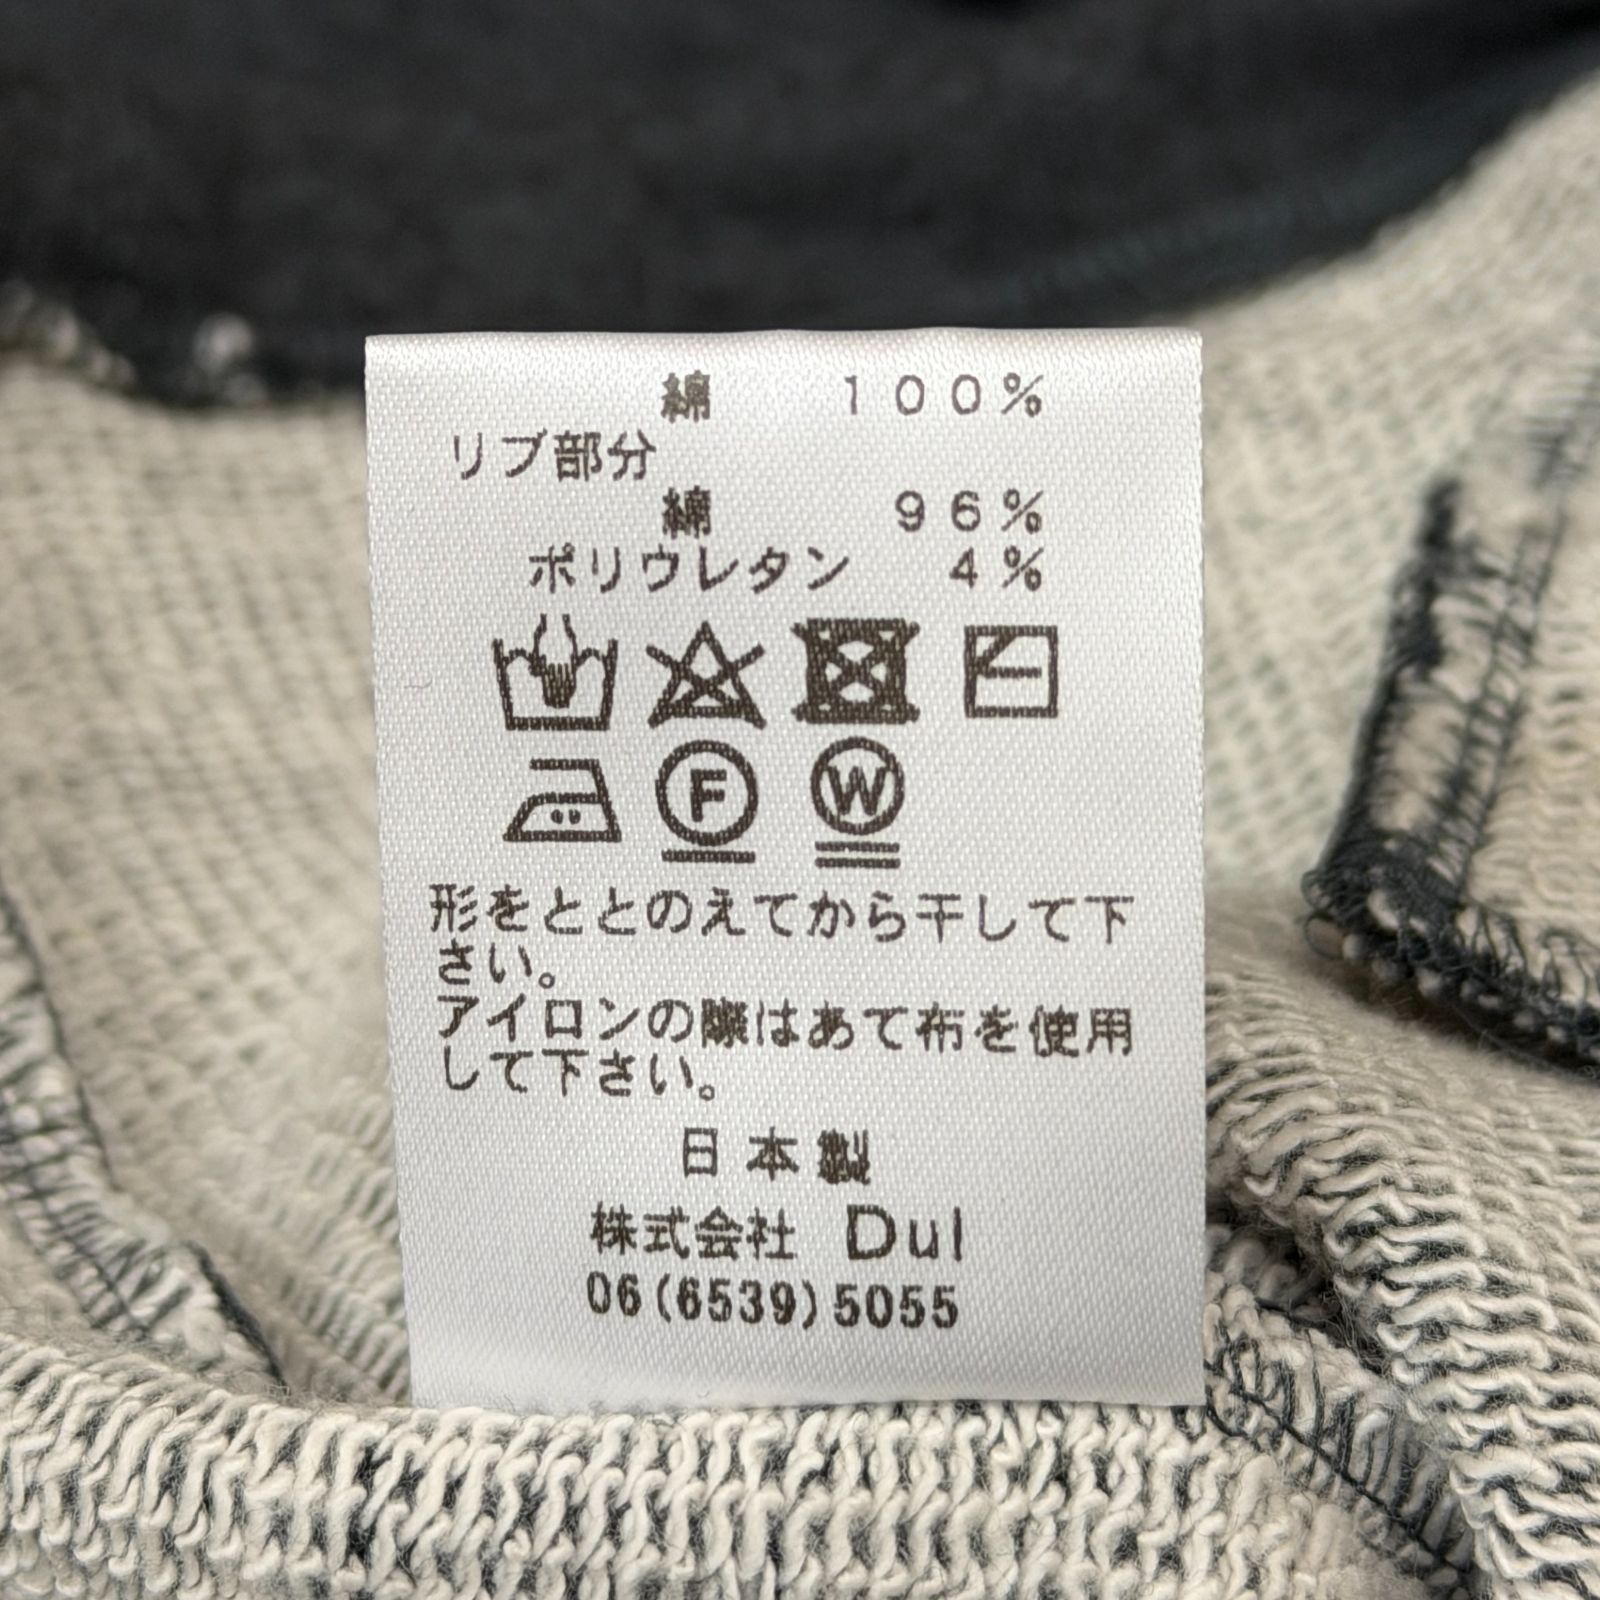 綿 100%
リブ部分
綿 96%
ポリウレタン 4%
F W
形をととのえてから干して下
さい。
アイロンの際はあて布を使用
して下さい。
日本製
株式会社 Dul
06(6539)5055